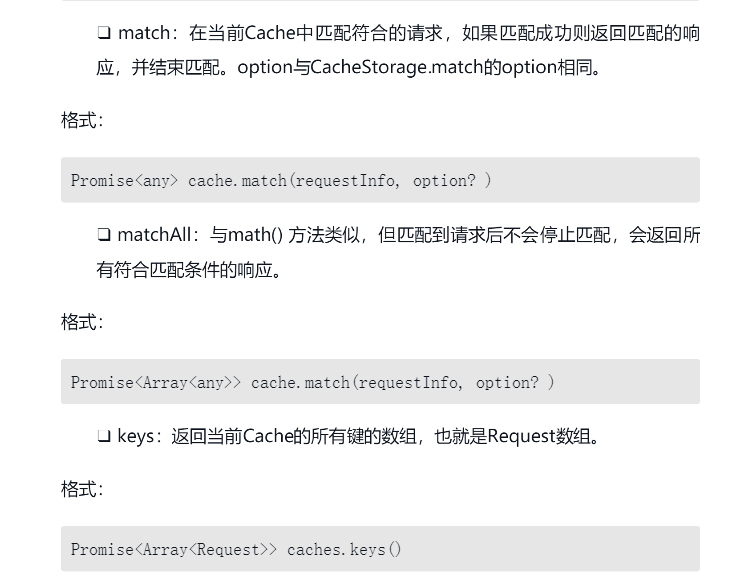 ❏ match：在当前Cache中匹配符合的请求，如果匹配成功则返回匹配的响
应，并结束匹配。option与CacheStorage.match的option相同。
格式：
Promise<any> cache.match(requestInfo, option? )
❏ matchAll：与math() 方法类似，但匹配到请求后不会停止匹配，会返回所
有符合匹配条件的响应。
格式：
Promise<Array<any>> cache.match(requestInfo, option? )
❏ keys：返回当前Cache的所有键的数组，也就是Request数组。
格式：
Promise<Array<Request>> caches.keys()